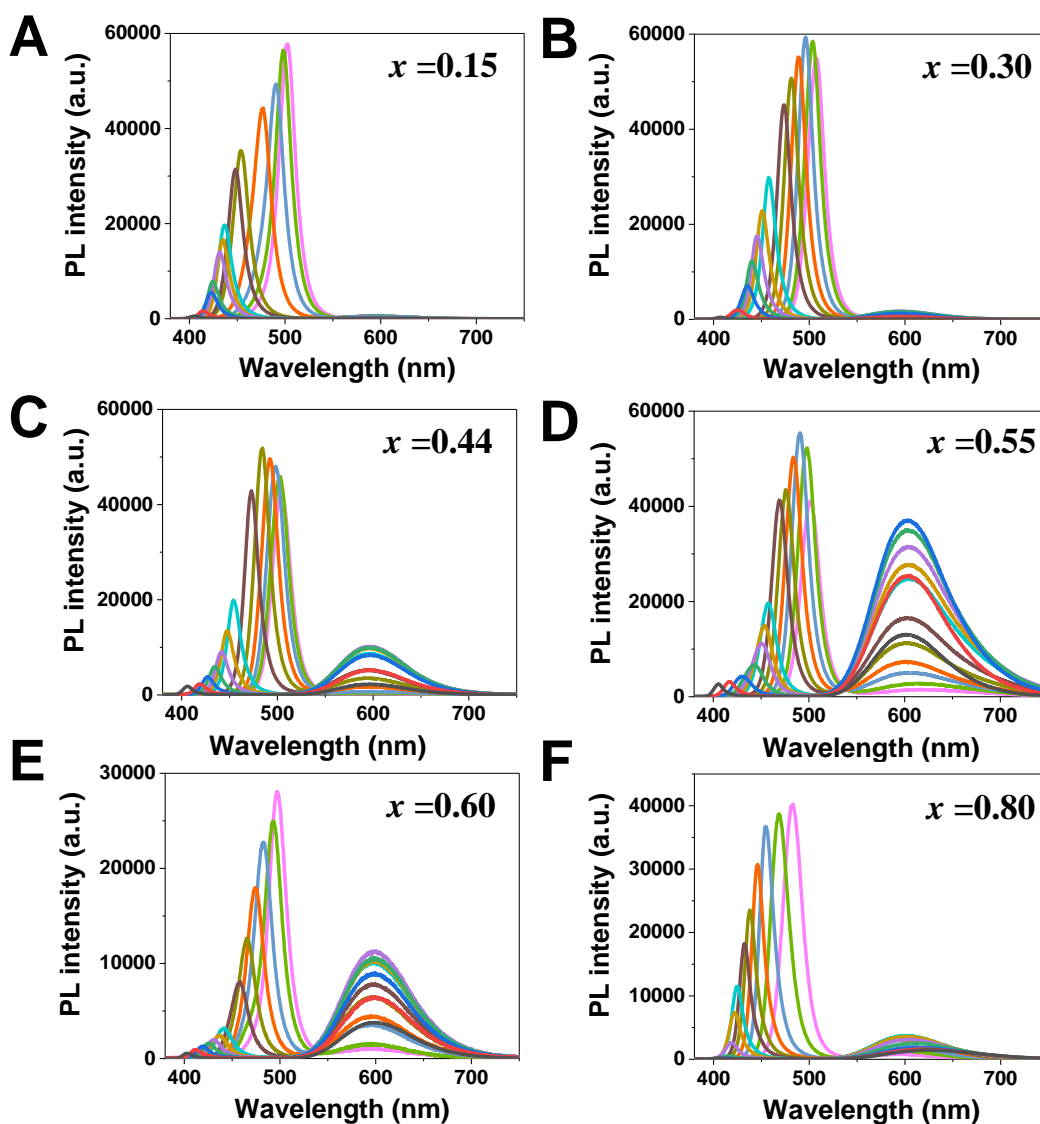 A
x =0.15
PL intensity (a.u.)
60000
40000
20000
0
400 500 600 700
Wavelength (nm)
B
x =0.30
PL intensity (a.u.)
60000
40000
20000
0
400 500 600 700
Wavelength (nm)
C
x =0.44
PL intensity (a.u.)
60000
40000
20000
0
400 500 600 700
Wavelength (nm)
D
x =0.55
PL intensity (a.u.)
60000
40000
20000
0
400 500 600 700
Wavelength (nm)
E
x =0.60
PL intensity (a.u.)
30000
20000
10000
0
400 500 600 700
Wavelength (nm)
F
x =0.80
PL intensity (a.u.)
40000
30000
20000
10000
0
400 500 600 700
Wavelength (nm)